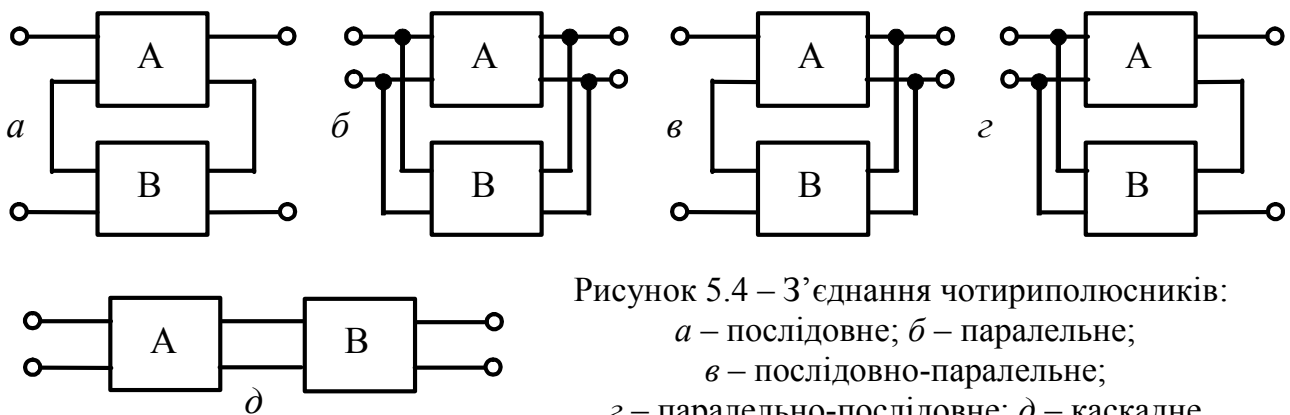 A A A A
а б в г
B B B B
Рисунок 5.4 – З’єднання чотириполюсників:
а – послідовне; б – паралельне;
A B
в – послідовно-паралельне;
д
г – паралельно-послідовне; д – каскадне